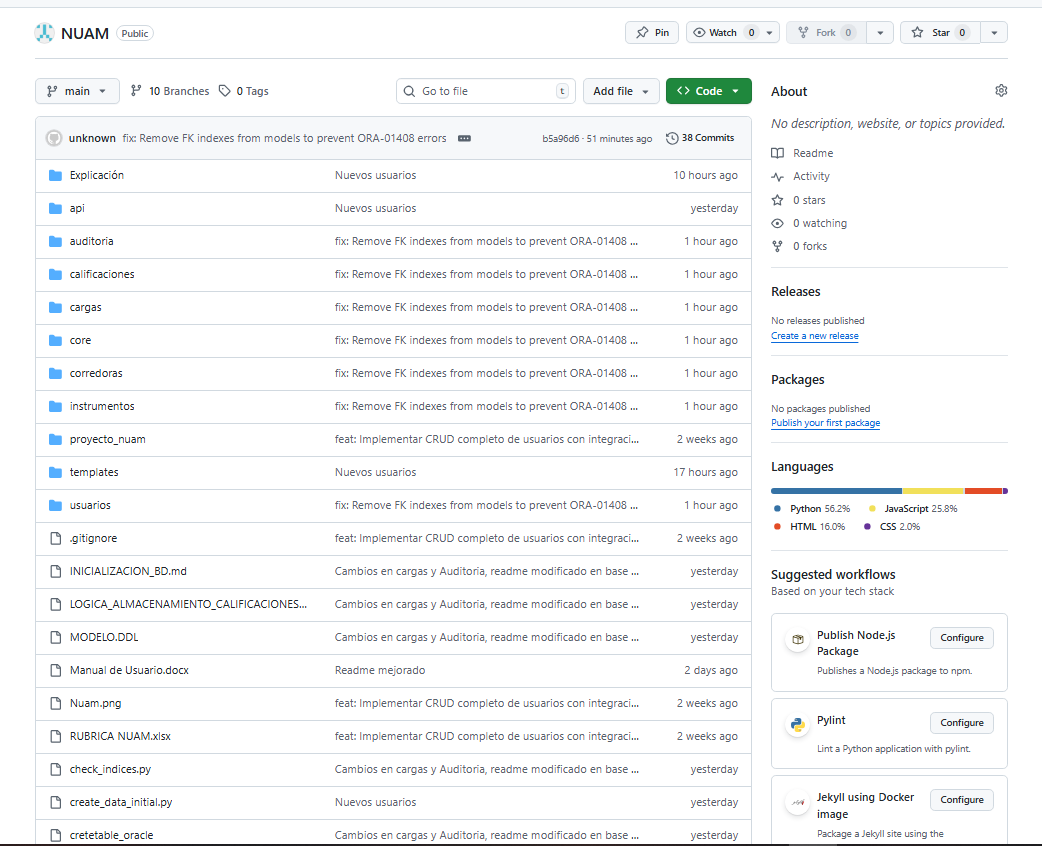 NUAM Public Pin Watch 0 Fork 0 Star 0
main 10 Branches 0 Tags Go to file t Add file Code
unknown fix: Remove FK indexes from models to prevent ORA-01408 errors b5a96d6 · 51 minutes ago 38 Commits
Explicación Nuevos usuarios 10 hours ago
api Nuevos usuarios yesterday
auditoria fix: Remove FK indexes from models to prevent ORA-01408 ... 1 hour ago
calificaciones fix: Remove FK indexes from models to prevent ORA-01408 ... 1 hour ago
cargas fix: Remove FK indexes from models to prevent ORA-01408 ... 1 hour ago
core fix: Remove FK indexes from models to prevent ORA-01408 ... 1 hour ago
corredoras fix: Remove FK indexes from models to prevent ORA-01408 ... 1 hour ago
instrumentos fix: Remove FK indexes from models to prevent ORA-01408 ... 1 hour ago
proyecto_nuam feat: Implementar CRUD completo de usuarios con integraci... 2 weeks ago
templates Nuevos usuarios 17 hours ago
usuarios fix: Remove FK indexes from models to prevent ORA-01408 ... 1 hour ago
.gitignore feat: Implementar CRUD completo de usuarios con integraci... 2 weeks ago
INICIALIZACION_BD.md Cambios en cargas y Auditoria, readme modificado en base ... yesterday
LOGICA_ALMACENAMIENTO_CALIFICACIONES... Cambios en cargas y Auditoria, readme modificado en base ... yesterday
MODELO.DDL Cambios en cargas y Auditoria, readme modificado en base ... yesterday
Manual de Usuario.docx Readme mejorado 2 days ago
Nuam.png feat: Implementar CRUD completo de usuarios con integraci... 2 weeks ago
RUBRICA NUAM.xlsx feat: Implementar CRUD completo de usuarios con integraci... 2 weeks ago
check_indices.py Cambios en cargas y Auditoria, readme modificado en base ... yesterday
create_data_initial.py Nuevos usuarios yesterday
cretetable_oracle Cambios en cargas y Auditoria, readme modificado en base ... yesterday
About
No description, website, or topics provided.
Readme
Activity
0 stars
0 watching
0 forks
Releases
No releases published
Create a new release
Packages
No packages published
Publish your first package
Languages
Python 56.2% JavaScript 25.8%
HTML 16.0% CSS 2.0%
Suggested workflows
Based on your tech stack
Publish Node.js Configure
Package
Publishes a Node.js package to npm.
Pylint Configure
Lint a Python application with pylint.
Jekyll using Docker Configure
image
Package a Jekyll site using the